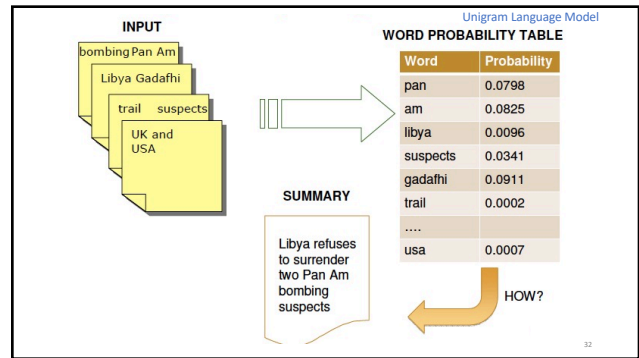 Unigram Language Model
INPUT
WORD PROBABILITY TABLE
bombing Pan Am
Libya Gadafhi
trail suspects
UK and
USA
Word Probability
pan 0.0798
am 0.0825
libya 0.0096
suspects 0.0341
gadafhi 0.0911
trail 0.0002
....
usa 0.0007
SUMMARY
Libya refuses
to surrender
two Pan Am
bombing
suspects
HOW?
32